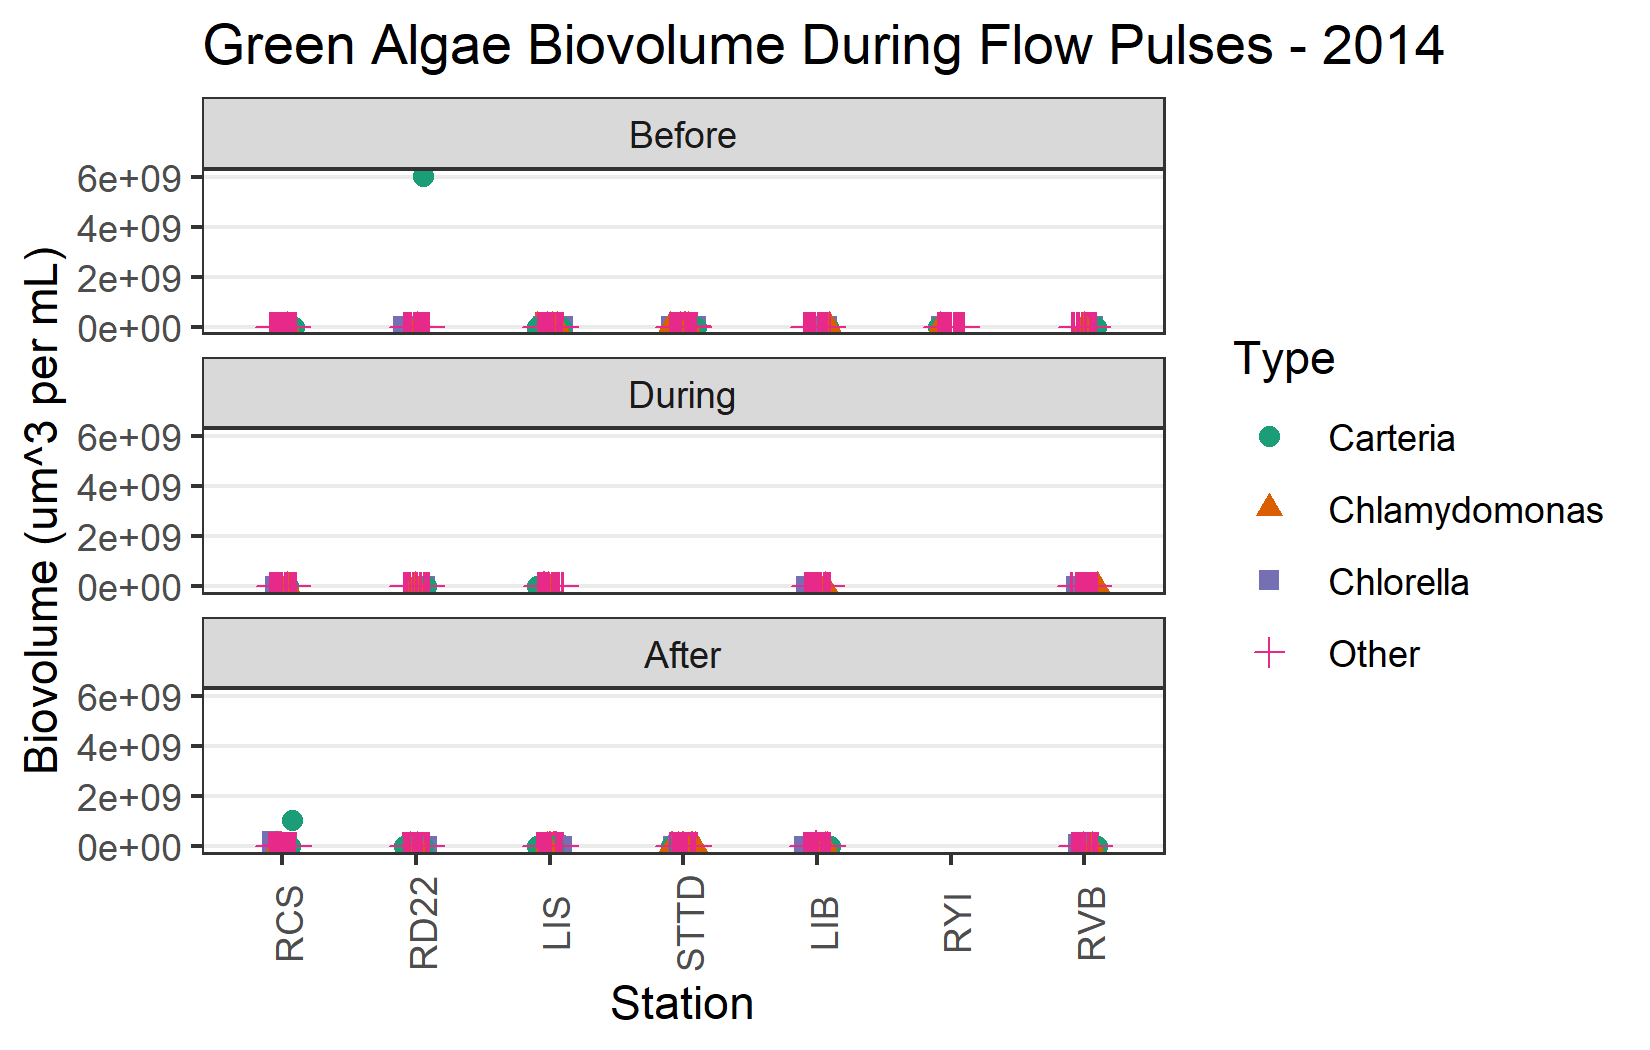 Green Algae Biovolume During Flow Pulses - 2014
Biovolume (um^3 per mL)
Before
6e+09
4e+09
2e+09
0e+00
During
6e+09
4e+09
2e+09
0e+00
After
6e+09
4e+09
2e+09
0e+00
RCS
RD22
LIS
STTD
LIB
RYI
RVB
Station
Type
Carteria
Chlamydomonas
Chlorella
Other